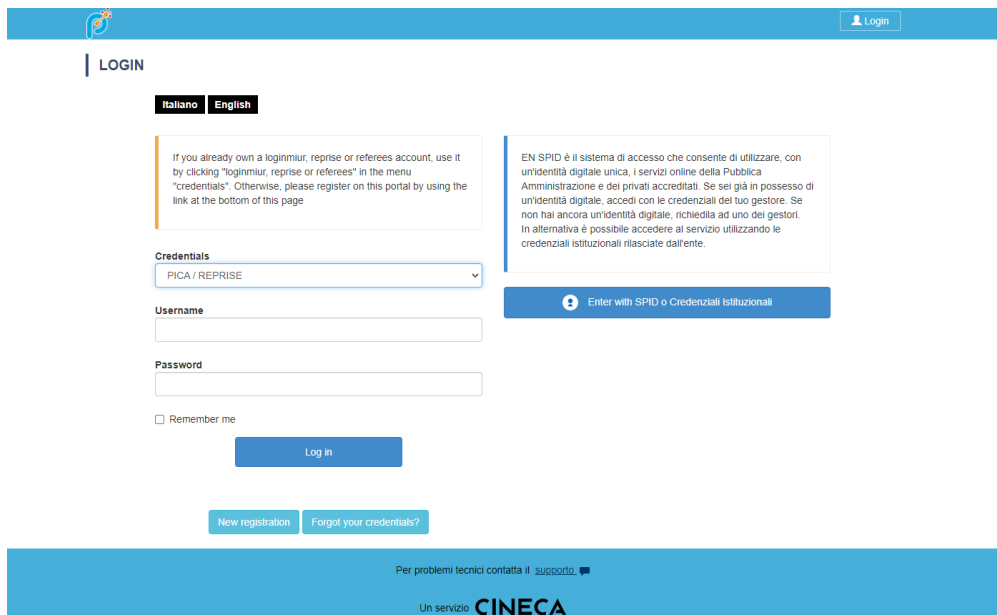 Login
LOGIN
Italiano English
If you already own a loginmiur, reprise or referees account, use it
by clicking "loginmiur, reprise or referees" in the menu
"credentials". Otherwise, please register on this portal by using the
link at the bottom of this page
Credentials
PICA / REPRISE
Username
Password
Remember me
Log in
New registration Forgot your credentials?
EN SPID è il sistema di accesso che consente di utilizzare, con
un'identità digitale unica, i servizi online della Pubblica
Amministrazione e dei privati accreditati. Se sei già in possesso di
un'identità digitale, accedi con le credenziali del tuo gestore. Se
non hai ancora un'identità digitale, richiedila ad uno dei gestori.
In alternativa è possibile accedere al servizio utilizzando le
credenziali istituzionali rilasciate dall'ente.
Enter with SPID o Credenziali Istituzionali
Per problemi tecnici contatta il supporto
Un servizio CINECA